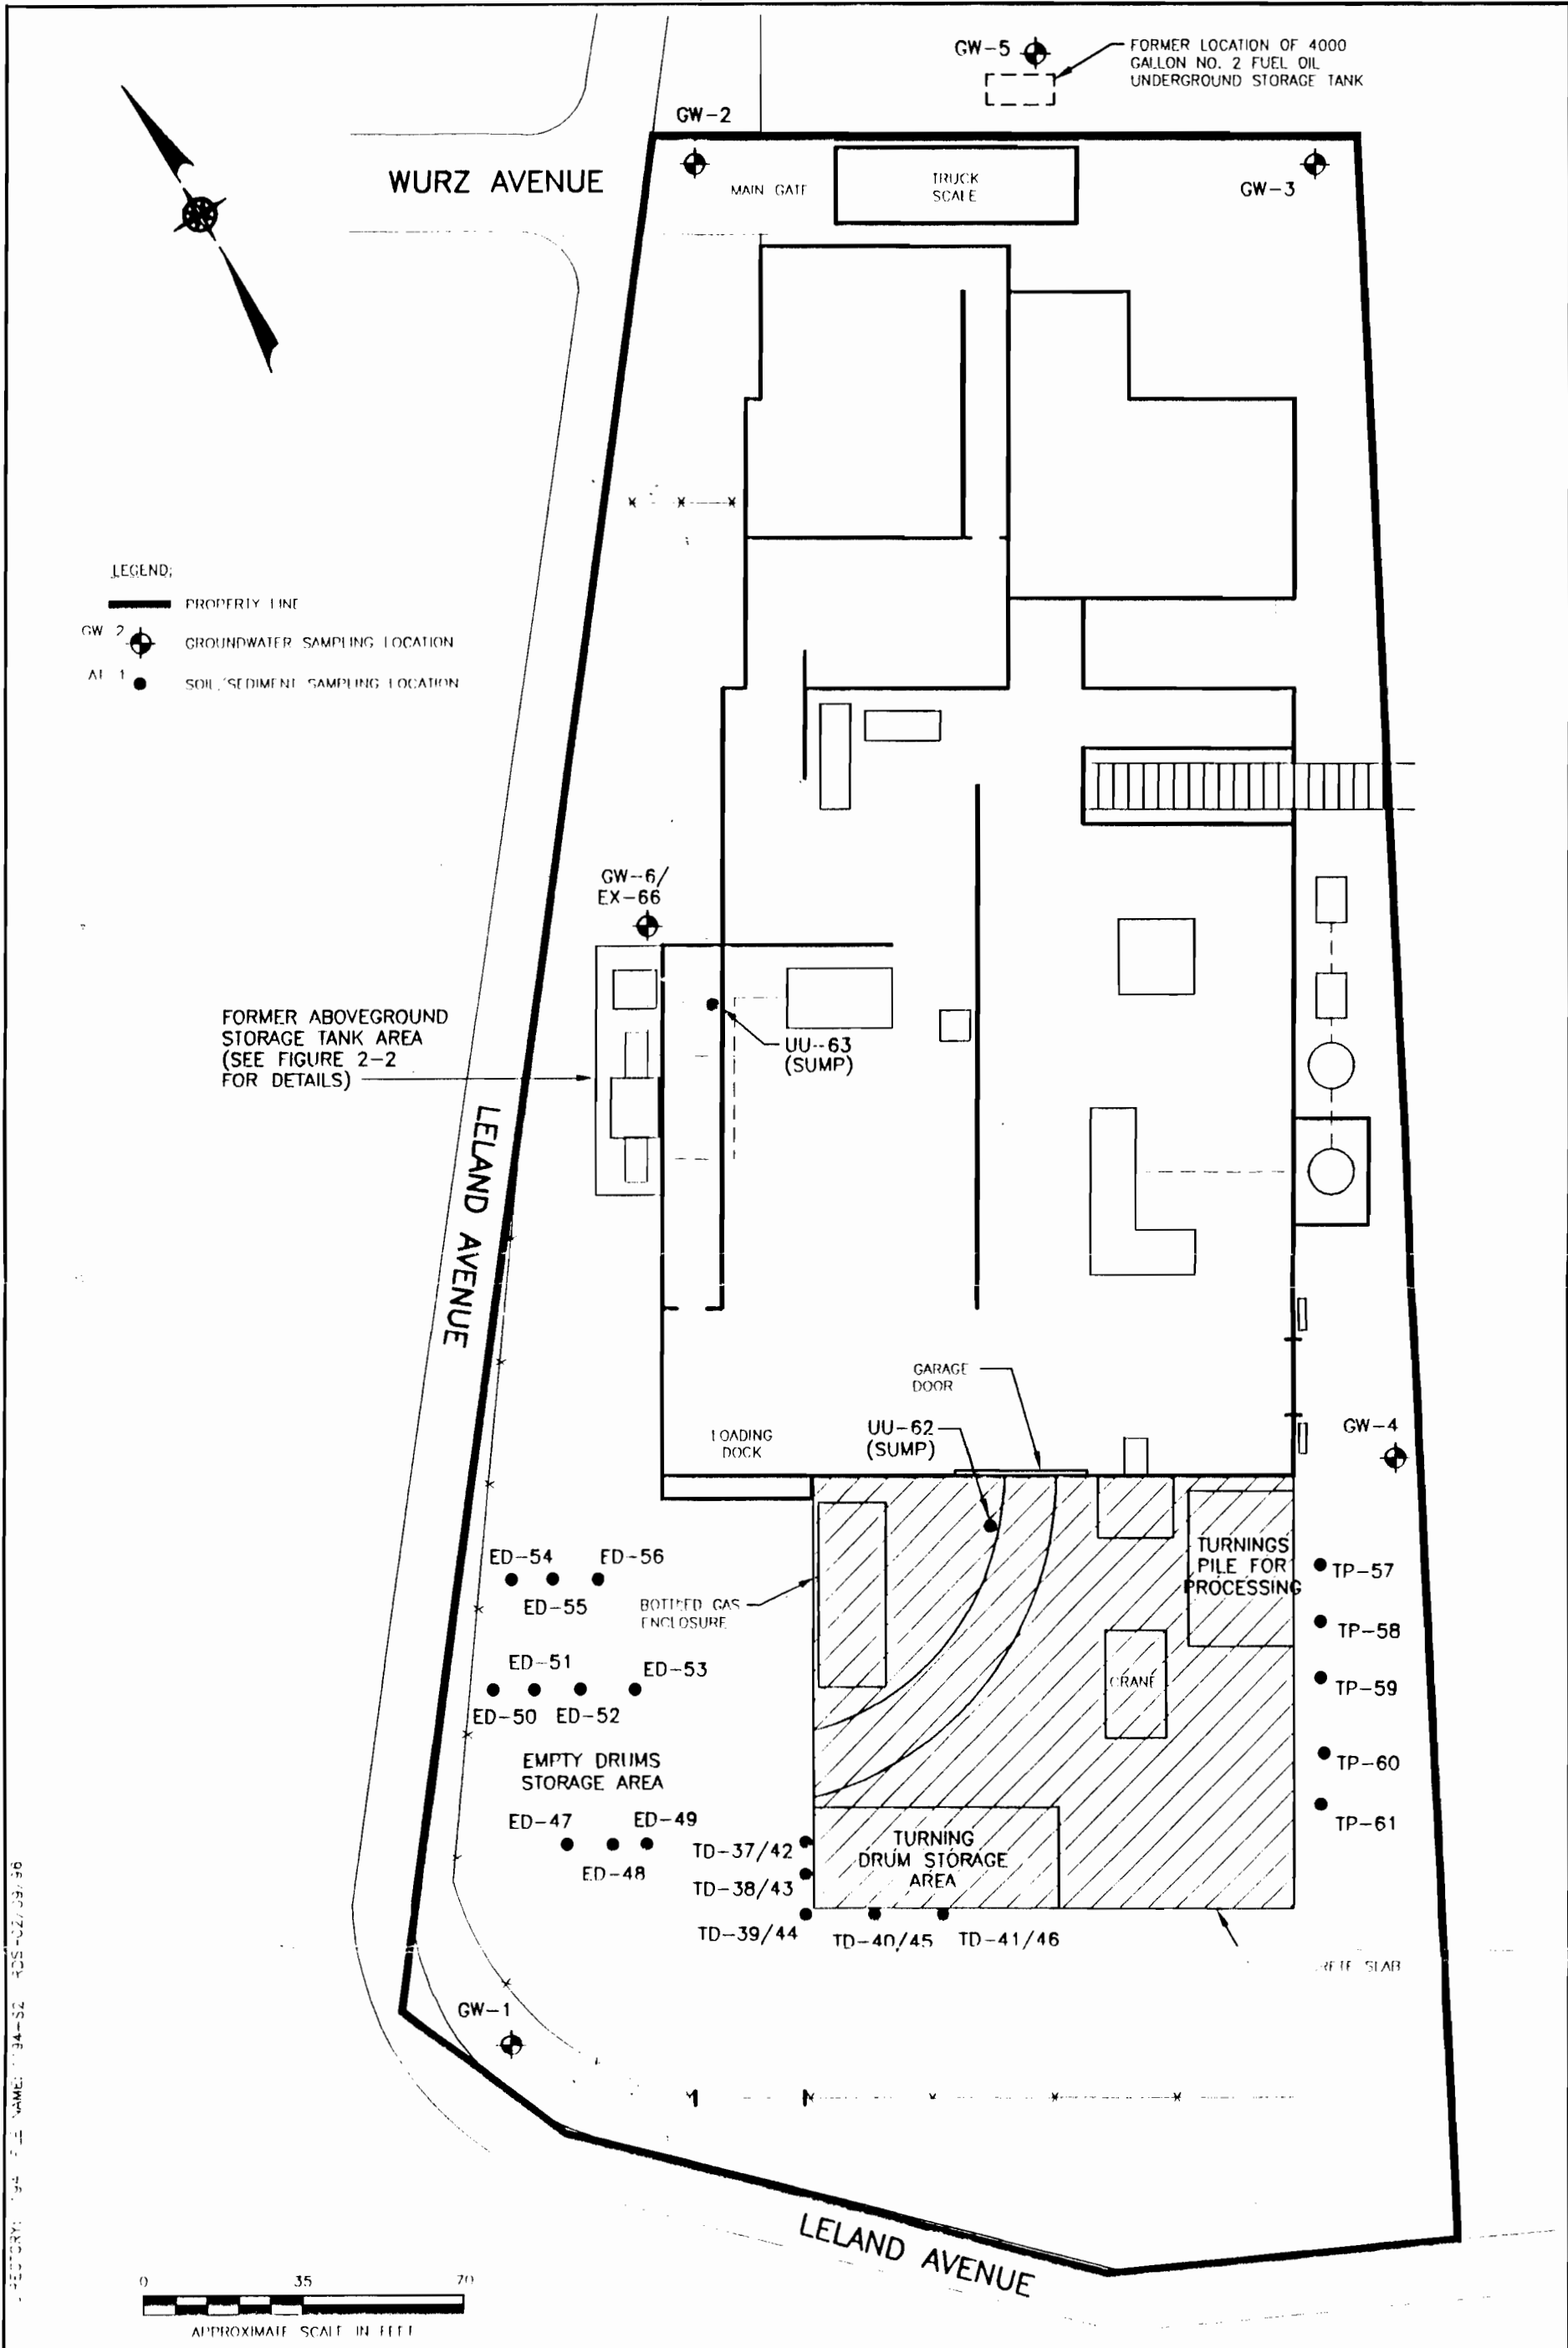 GW-5
FORMER LOCATION OF 4000
GALLON NO. 2 FUEL OIL
UNDERGROUND STORAGE TANK
GW-2
WURZ AVENUE
MAIN GATE
TRUCK
SCALE
GW-3
LEGEND:
PROPERTY LINE
GW 2
GROUNDWATER SAMPLING LOCATION
1
SOIL/SEDIMENT SAMPLING LOCATION
GW-6/
EX-66
FORMER ABOVEGROUND
STORAGE TANK AREA
(SEE FIGURE 2-2
FOR DETAILS)
UU-63
(SUMP)
LELAND AVENUE
GARAGE
DOOR
LOADING
DOCK
UU-62
(SUMP)
GW-4
TURNINGS
PILE FOR
PROCESSING
ED-54
ED-56
ED-55
BOTTLED GAS
ENCLOSURE
TP-57
TP-58
ED-51
ED-53
ED-50
ED-52
CRANE
TP-59
EMPTY DRUMS
STORAGE AREA
TP-60
ED-47
ED-49
ED-48
TD-37/42
TD-38/43
TD-39/44
TURNING
DRUM STORAGE
AREA
TP-61
TD-40/45
TD-41/46
SLAB
GW-1
LELAND AVENUE
0 35 70
APPROXIMATE SCALE IN FEET